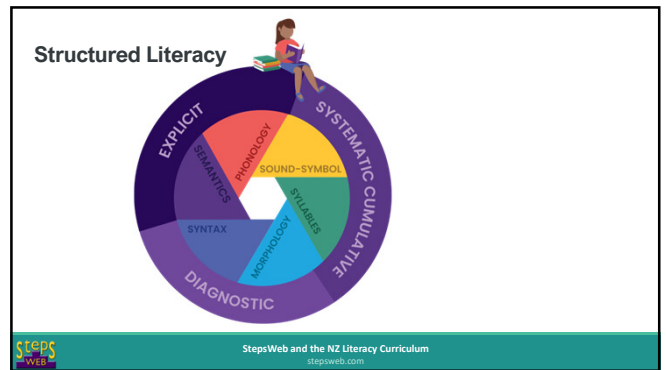 Structured Literacy
EXPLICIT
SYSTEMATIC CUMULATIVE
DIAGNOSTIC
PHONOLOGY
SOUND-SYMBOL
SYLLABLES
MORPHOLOGY
SYNTAX
SEMANTICS
Steps
WEB
StepsWeb and the NZ Literacy Curriculum
stepsweb.com